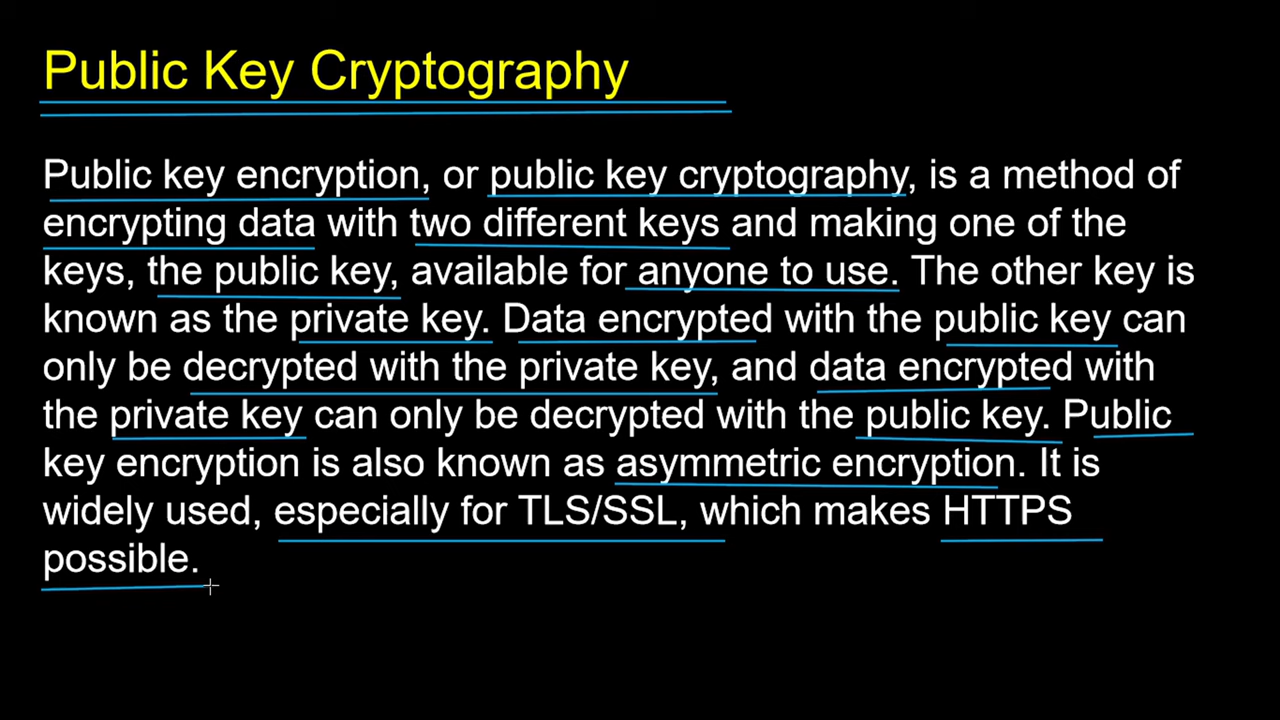 Public Key Cryptography
Public key encryption, or public key cryptography, is a method of
encrypting data with two different keys and making one of the
keys, the public key, available for anyone to use. The other key is
known as the private key. Data encrypted with the public key can
only be decrypted with the private key, and data encrypted with
the private key can only be decrypted with the public key. Public
key encryption is also known as asymmetric encryption. It is
widely used, especially for TLS/SSL, which makes HTTPS
possible.